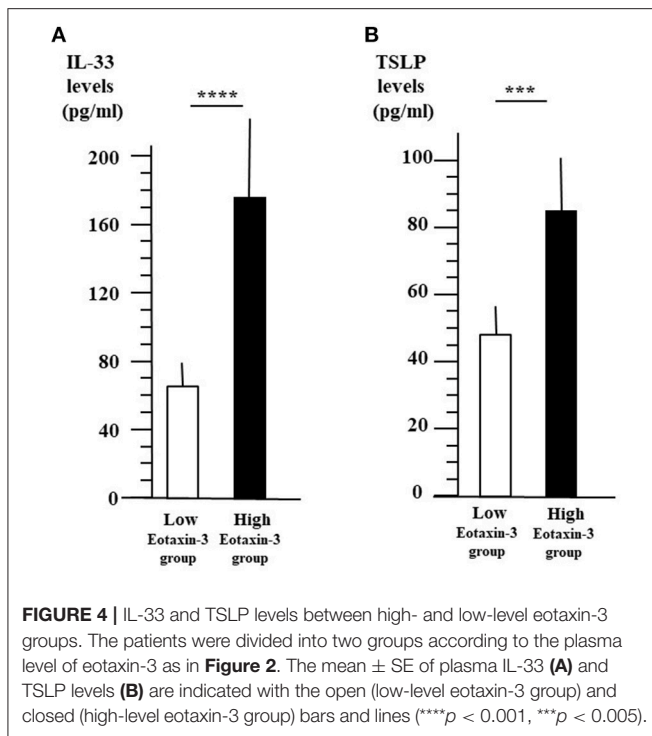 A
IL-33
levels
(pg/ml)
****
200
160
120
80
40
0
Low
Eotaxin-3
group
High
Eotaxin-3
group
B
TSLP
levels
(pg/ml)
***
100
80
60
40
20
0
Low
Eotaxin-3
group
High
Eotaxin-3
group
FIGURE 4 | IL-33 and TSLP levels between high- and low-level eotaxin-3
groups. The patients were divided into two groups according to the plasma
level of eotaxin-3 as in Figure 2. The mean ± SE of plasma IL-33 (A) and
TSLP levels (B) are indicated with the open (low-level eotaxin-3 group) and
closed (high-level eotaxin-3 group) bars and lines (****p < 0.001, ***p < 0.005).